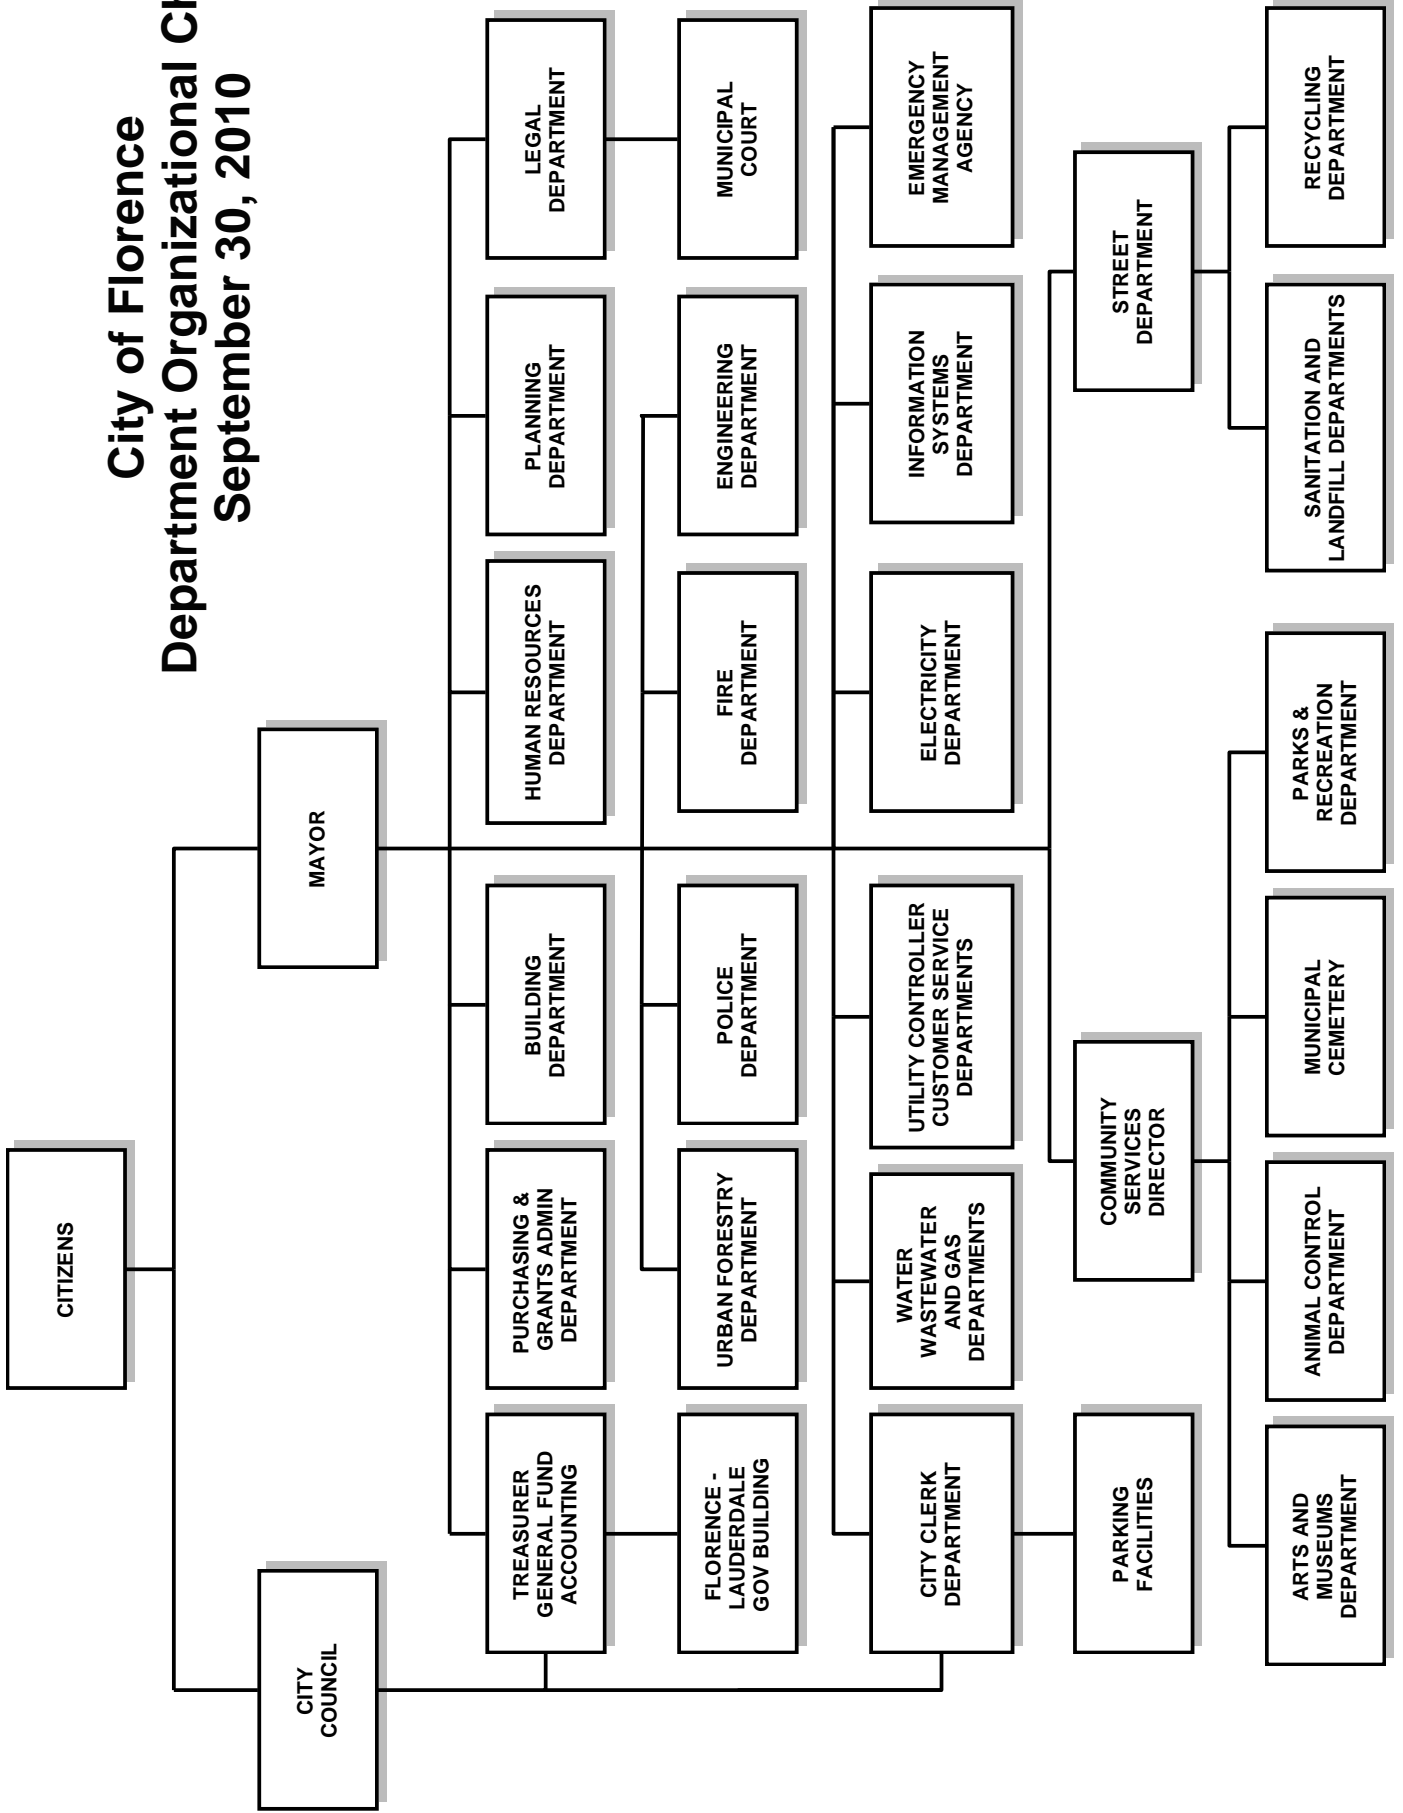 City of Florence
Department Organizational Ch
September 30, 2010
CITIZENS
CITY
COUNCIL
MAYOR
TREASURER
GENERAL FUND
ACCOUNTING
PURCHASING &
GRANTS ADMIN
DEPARTMENT
BUILDING
DEPARTMENT
HUMAN RESOURCES
DEPARTMENT
PLANNING
DEPARTMENT
LEGAL
DEPARTMENT
FLORENCE -
LAUDERDALE
GOV BUILDING
URBAN FORESTRY
DEPARTMENT
POLICE
DEPARTMENT
FIRE
DEPARTMENT
ENGINEERING
DEPARTMENT
MUNICIPAL
COURT
CITY CLERK
DEPARTMENT
WATER
WASTEWATER
AND GAS
DEPARTMENTS
UTILITY CONTROLLER
CUSTOMER SERVICE
DEPARTMENTS
ELECTRICITY
DEPARTMENT
INFORMATION
SYSTEMS
DEPARTMENT
EMERGENCY
MANAGEMENT
AGENCY
PARKING
FACILITIES
COMMUNITY
SERVICES
DIRECTOR
STREET
DEPARTMENT
ARTS AND
MUSEUMS
DEPARTMENT
ANIMAL CONTROL
DEPARTMENT
MUNICIPAL
CEMETERY
PARKS &
RECREATION
DEPARTMENT
SANITATION AND
LANDFILL DEPARTMENTS
RECYCLING
DEPARTMENT